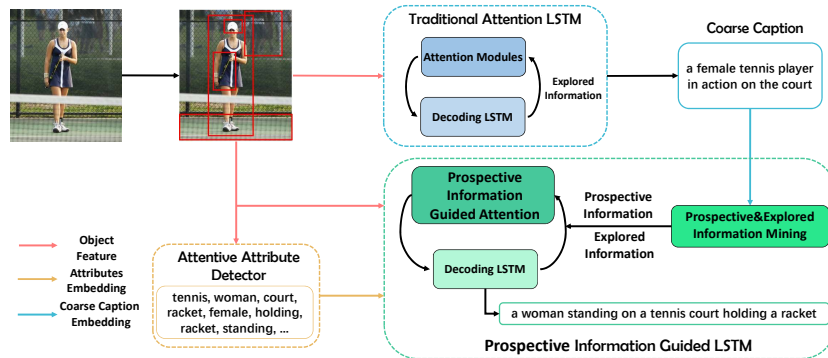 Traditional Attention LSTM
Attention Modules
Decoding LSTM
Explored
Information
Coarse Caption
a female tennis player
in action on the court
Prospective
Information
Guided Attention
Decoding LSTM
Prospective
Information
Explored
Information
Prospective&Explored
Information Mining
a woman standing on a tennis court holding a racket
Prospective Information Guided LSTM
Object
Feature
Attributes
Embedding
Coarse Caption
Embedding
Attentive Attribute
Detector
tennis, woman, court,
racket, female, holding,
racket, standing, ...